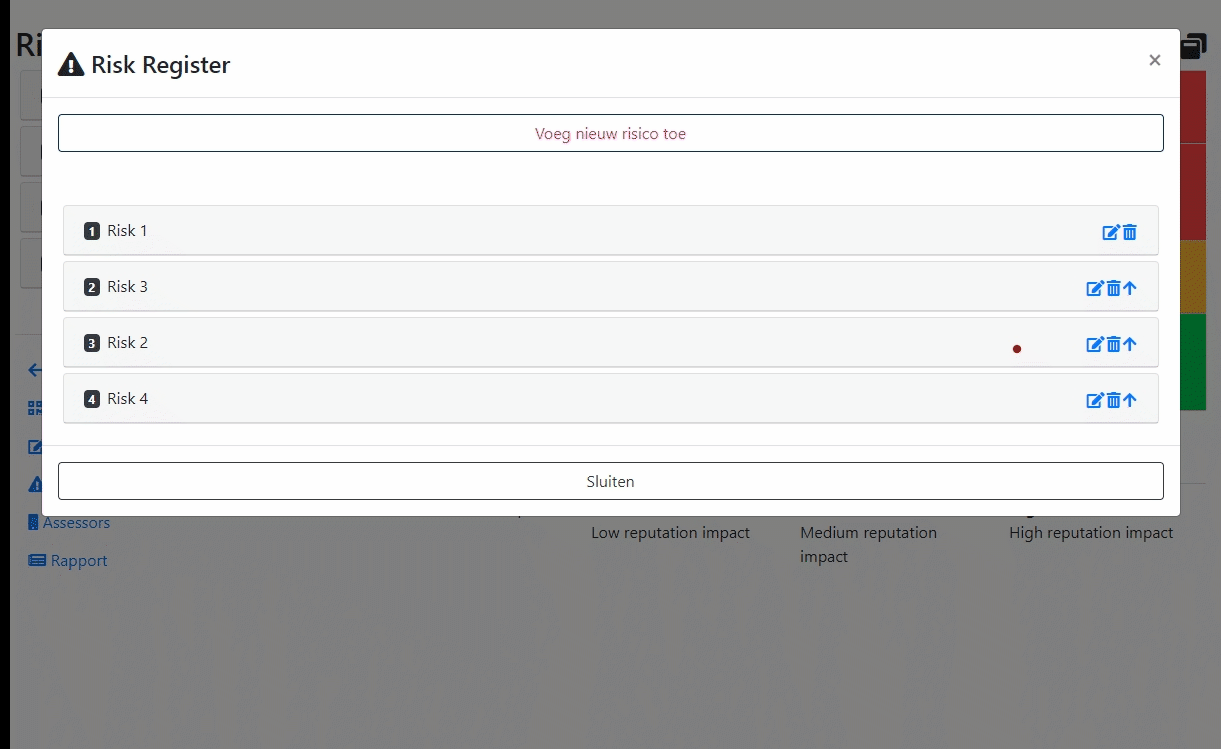 Ri
Risk Register
×
Voeg nieuw risico toe
1 Risk 1
2 Risk 3
3 Risk 2
4 Risk 4
Sluiten
Assessors
Rapport
Low reputation impact
Medium reputation
impact
High reputation impact